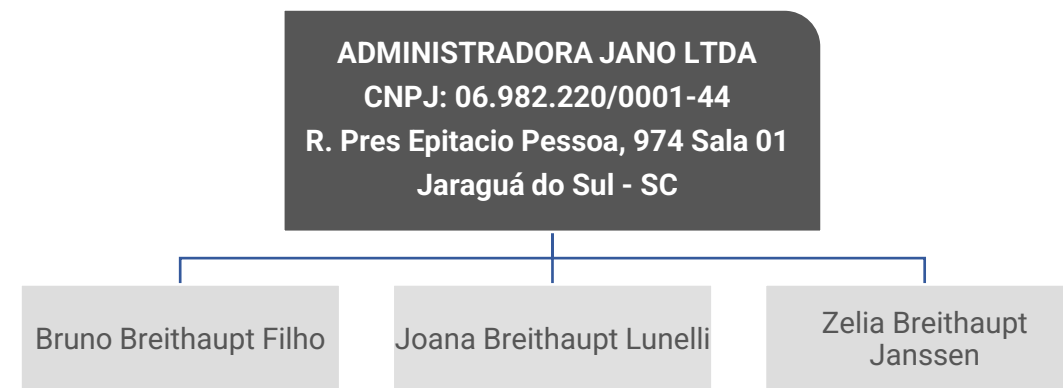 ADMINISTRADORA JANO LTDA
CNPJ: 06.982.220/0001-44
R. Pres Epitacio Pessoa, 974 Sala 01
Jaraguá do Sul - SC
Bruno Breithaupt Filho
Joana Breithaupt Lunelli
Zelia Breithaupt
Janssen